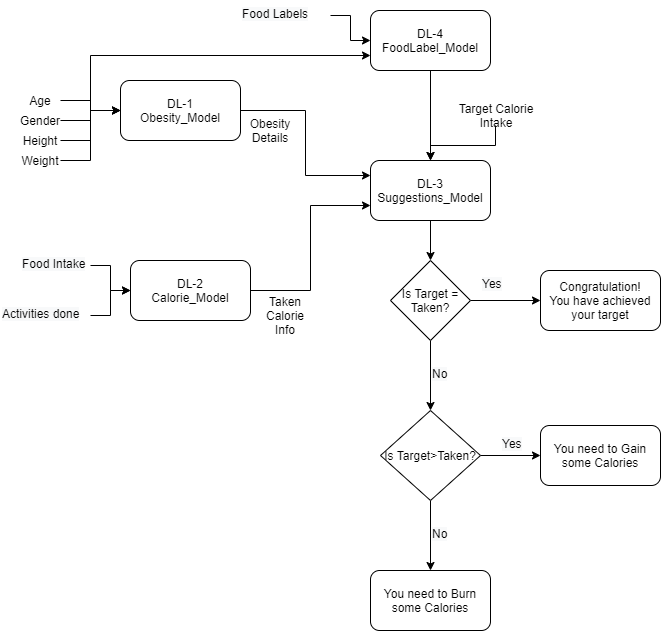 Food Labels
DL-4
FoodLabel_Model
Age
Gender
Height
Weight
DL-1
Obesity_Model
Obesity
Details
Target Calorie
Intake
DL-3
Suggestions_Model
Food Intake
Activities done
DL-2
Calorie_Model
Taken
Calorie
Info
Is Target =
Taken?
Yes
Congratulation!
You have achieved
your target
No
Is Target>Taken?
Yes
You need to Gain
some Calories
No
You need to Burn
some Calories